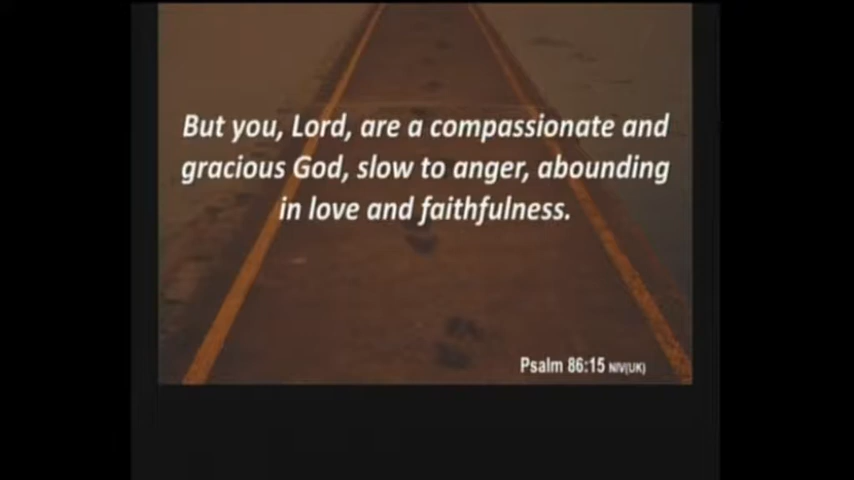 But you, Lord, are a compassionate and
gracious God, slow to anger, abounding
in love and faithfulness.
Psalm 86:15 NIV(UK)